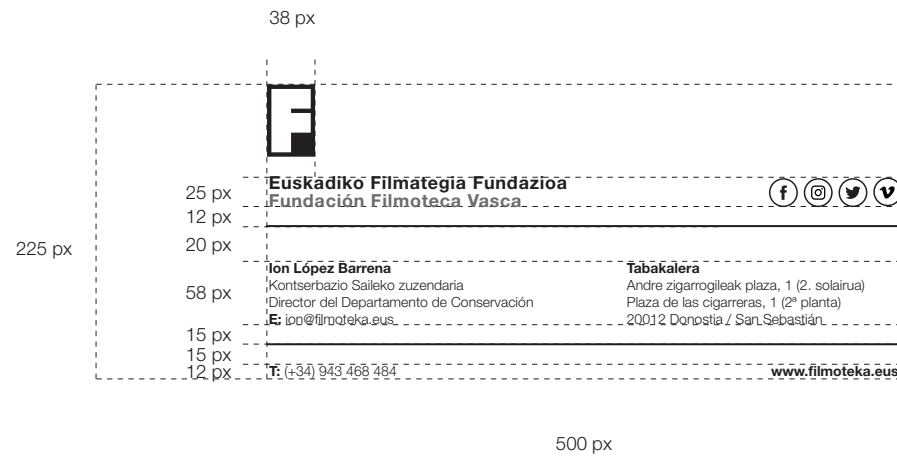 38 px
F
25 px
Euskadiko Filmategia Fundazioa
Fundación Filmoteca Vasca
12 px
225 px
20 px
58 px
Ion López Barrena
Kontserbazio Saileko zuzendaria
Director del Departamento de Conservación
E: ion@filmoteka.eus
Tabakalera
Andre zigarrogileak plaza, 1 (2. solairua)
Plaza de las cigarreras, 1 (2ª planta)
20012 Donostia / San Sebastián
15 px
15 px
12 px
T: (+34) 943 468 484
www.filmoteka.eus
500 px